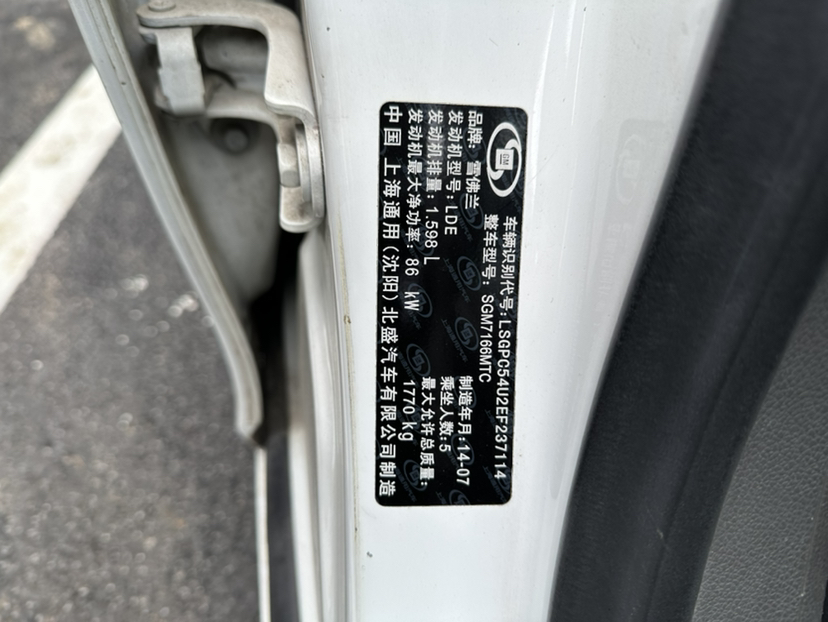 GM
车辆识别代号:LSGPC54U2EF237114
整车型号: SGM7166MTC
品牌: 雪佛兰 制造年月:14-07
发动机型号:LDE 乘坐人数:5
发动机排量:1.598 L 最大允许总质量:
发动机最大净功率: 86 kW 1770 kg
中国 上海通用(沈阳)北盛汽车有限公司制造